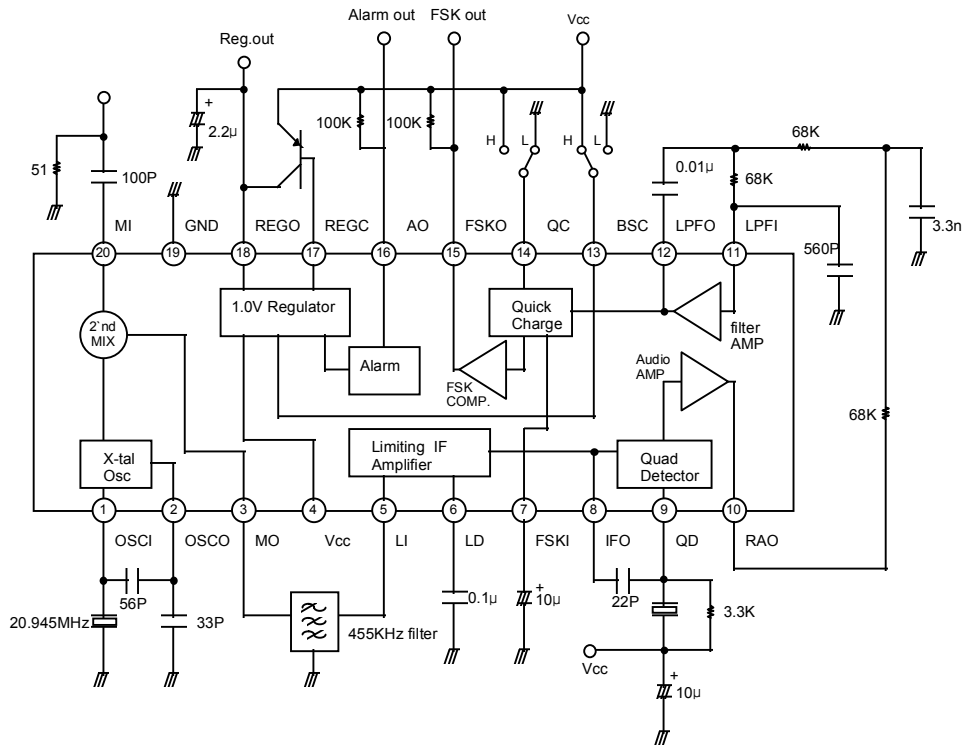 Alarm out FSK out
Reg.out
Vcc
+
2.2µ
100K 100K
H L H L
68K
51
100P
0.01µ
68K
3.3n
560P
MI GND REGO REGC AO FSKO QC BSC LPFO LPFI
20 19 18 17 16 15 14 13 12 11
1.0V Regulator
Quick
Charge
2`nd
MIX
filter
AMP
Alarm
Audio
AMP
FSK
COMP.
68K
Limiting IF
Amplifier
X-tal
Osc
Quad
Detector
1 2 3 4 5 6 7 8 9 10
OSCI OSCO MO Vcc LI LD FSKI IFO QD RAO
56P
0.1µ
+
10µ
22P
3.3K
20.945MHz
33P
455KHz filter
Vcc
+
10µ